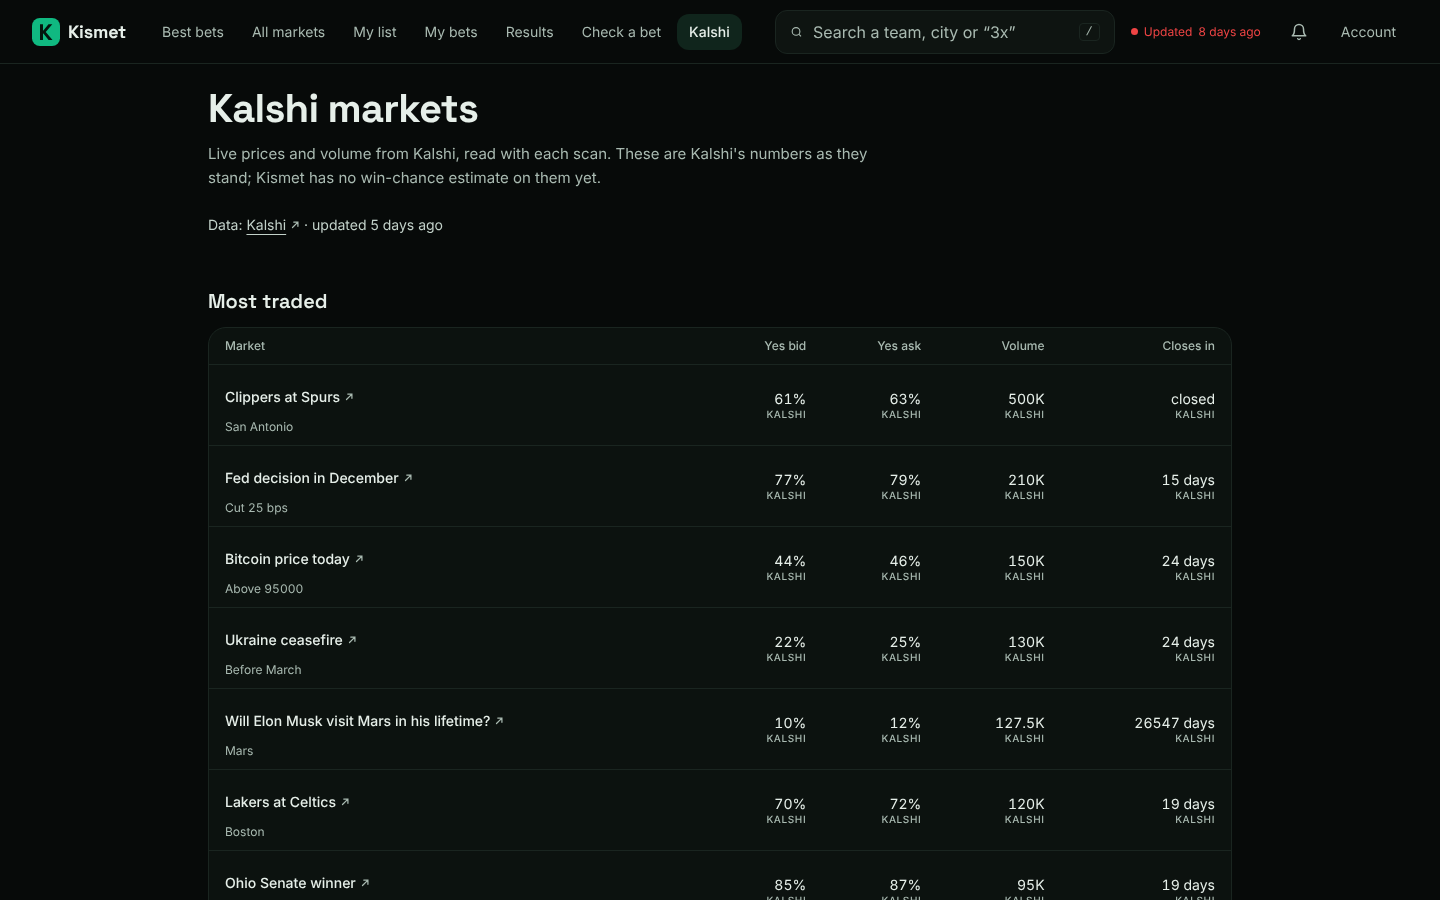 K Kismet Best bets All markets My list My bets Results Check a bet Kalshi Search a team, city or “3x” / Updated 8 days ago Account
Kalshi markets
Live prices and volume from Kalshi, read with each scan. These are Kalshi's numbers as they
stand; Kismet has no win-chance estimate on them yet.
Data: Kalshi ↗ · updated 5 days ago
Most traded
Market Yes bid Yes ask Volume Closes in
Clippers at Spurs ↗ 61% 63% 500K closed
San Antonio KALSHI KALSHI KALSHI KALSHI
Fed decision in December ↗ 77% 79% 210K 15 days
Cut 25 bps KALSHI KALSHI KALSHI KALSHI
Bitcoin price today ↗ 44% 46% 150K 24 days
Above 95000 KALSHI KALSHI KALSHI KALSHI
Ukraine ceasefire ↗ 22% 25% 130K 24 days
Before March KALSHI KALSHI KALSHI KALSHI
Will Elon Musk visit Mars in his lifetime? ↗ 10% 12% 127.5K 26547 days
Mars KALSHI KALSHI KALSHI KALSHI
Lakers at Celtics ↗ 70% 72% 120K 19 days
Boston KALSHI KALSHI KALSHI KALSHI
Ohio Senate winner ↗ 85% 87% 95K 19 days